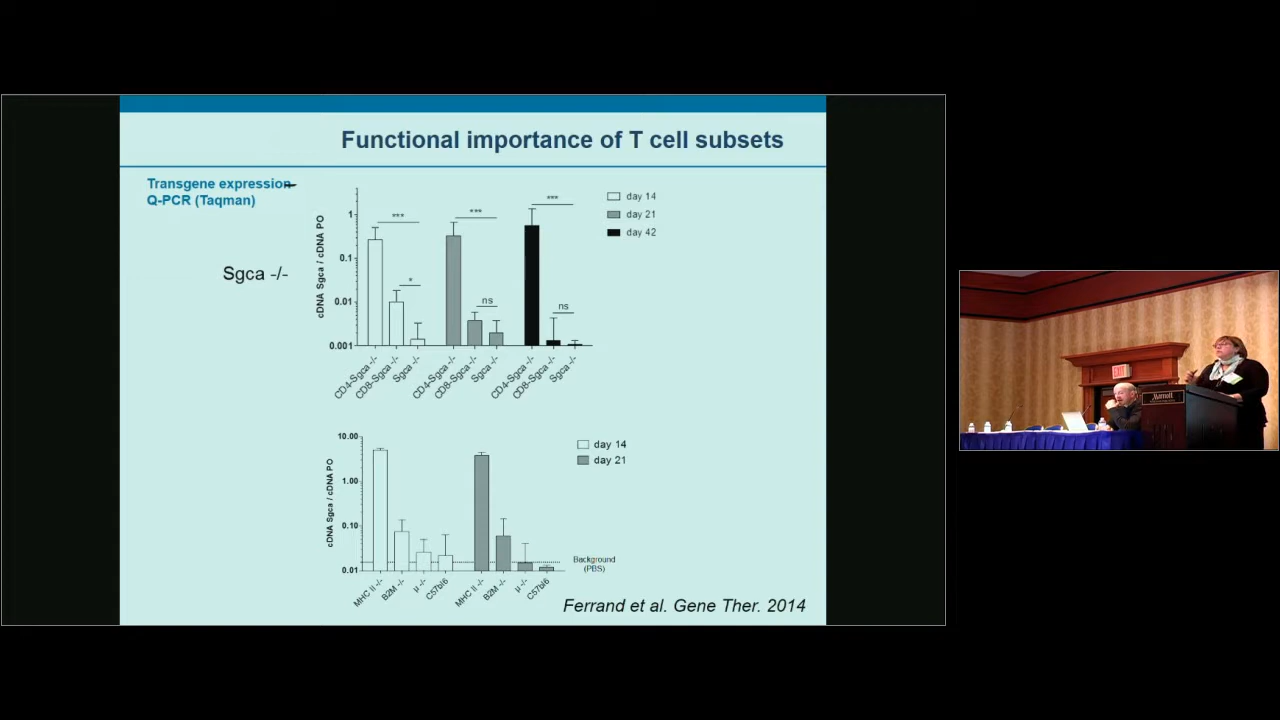 Functional importance of T cell subsets
Transgene expression
Q-PCR (Taqman)
Sgca -/-
cDNA Sgca / cDNA PO
1
0.1
0.01
0.001
***
*
***
ns
***
ns
CD4-Sgca -/-
CD8-Sgca -/-
Sgca -/-
CD4-Sgca -/-
CD8-Sgca -/-
Sgca -/-
CD4-Sgca -/-
CD8-Sgca -/-
Sgca -/-
day 14
day 21
day 42
cDNA Sgca / cDNA PO
10.00
1.00
0.10
0.01
MHC II -/-
B2M -/-
µ -/-
C57bl6
MHC II -/-
B2M -/-
µ -/-
C57bl6
day 14
day 21
Background
(PBS)
Ferrand et al. Gene Ther. 2014
EXIT
Marriott